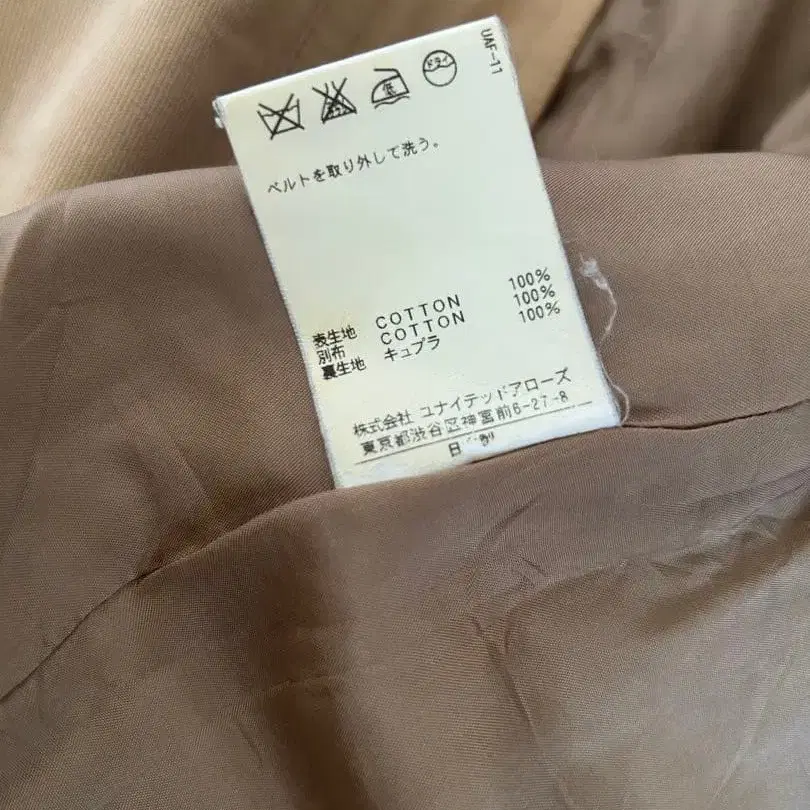 UAF-11
ドライ
低
ベルトを取り外して洗う。
表生地 COTTON 100%
別布 COTTON 100%
裏生地 キュプラ 100%
株式会社 ユナイテッドアローズ
東京都渋谷区神宮前6-27-8
日 製